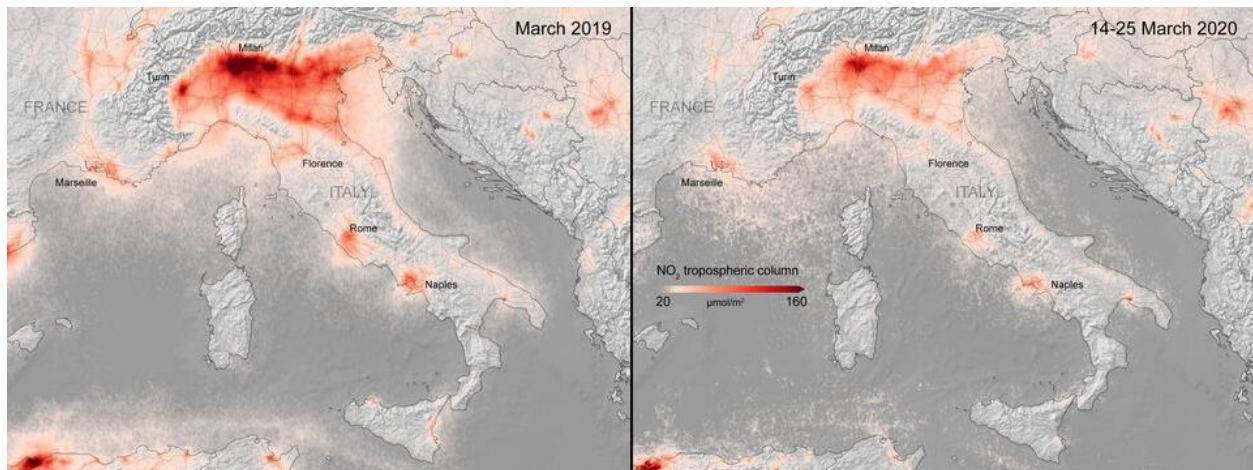 March 2019
Milan
Turin
FRANCE
Florence
Marseille
ITALY
Rome
Naples
14-25 March 2020
Milan
Turin
FRANCE
Florence
Marseille
ITALY
Rome
NO₂ tropospheric column
20 µmol/m² 160
Naples